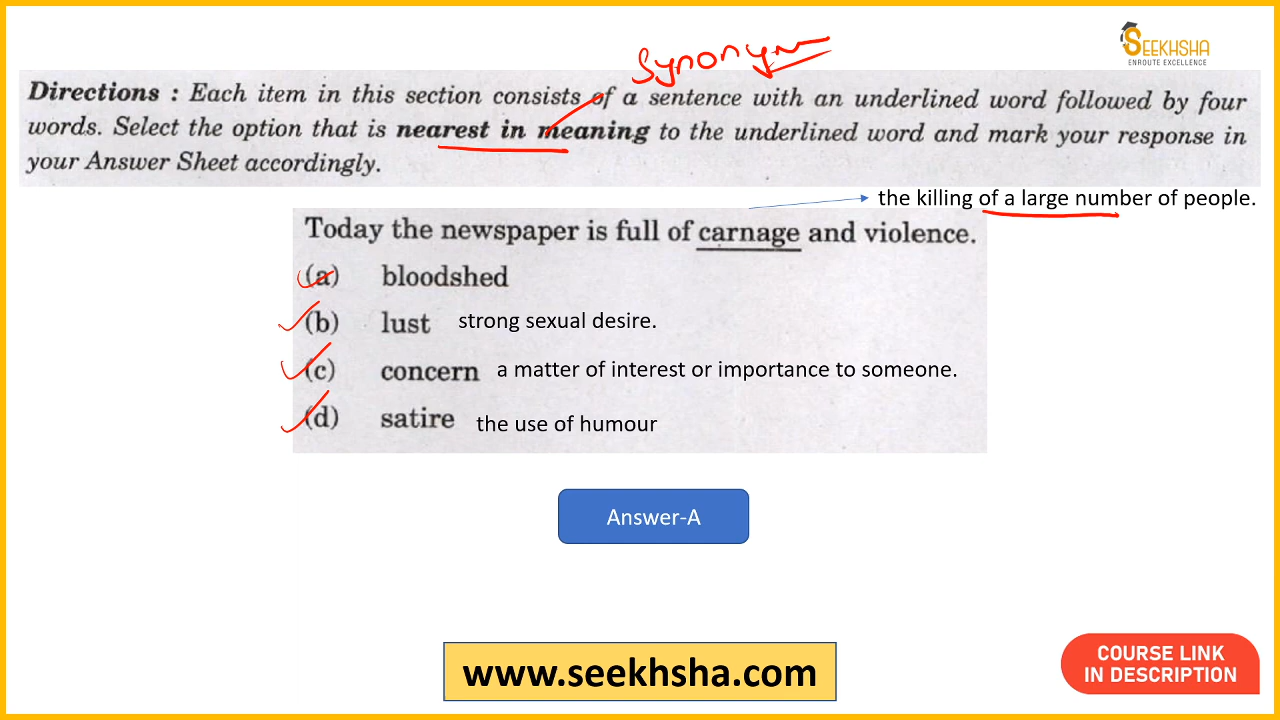 Synonym
SEEKHSHA
ENROUTE EXCELLENCE
Directions : Each item in this section consists of a sentence with an underlined word followed by four
words. Select the option that is nearest in meaning to the underlined word and mark your response in
your Answer Sheet accordingly.
the killing of a large number of people.
Today the newspaper is full of carnage and violence.
(a) bloodshed
(b) lust strong sexual desire.
(c) concern a matter of interest or importance to someone.
(d) satire the use of humour
Answer-A
www.seekhsha.com
COURSE LINK
IN DESCRIPTION